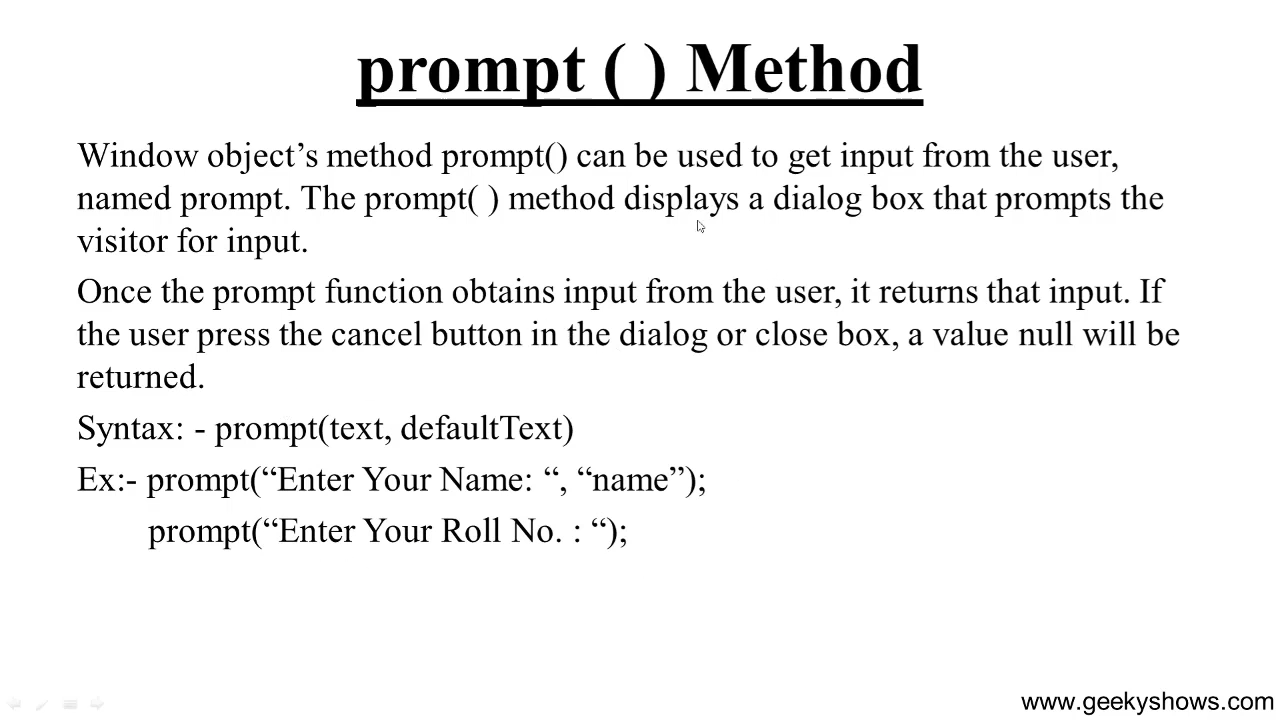 prompt ( ) Method
Window object’s method prompt() can be used to get input from the user,
named prompt. The prompt( ) method displays a dialog box that prompts the
visitor for input.
Once the prompt function obtains input from the user, it returns that input. If
the user press the cancel button in the dialog or close box, a value null will be
returned.
Syntax: - prompt(text, defaultText)
Ex:- prompt(“Enter Your Name: “, “name”);
prompt(“Enter Your Roll No. : “);
www.geekyshows.com